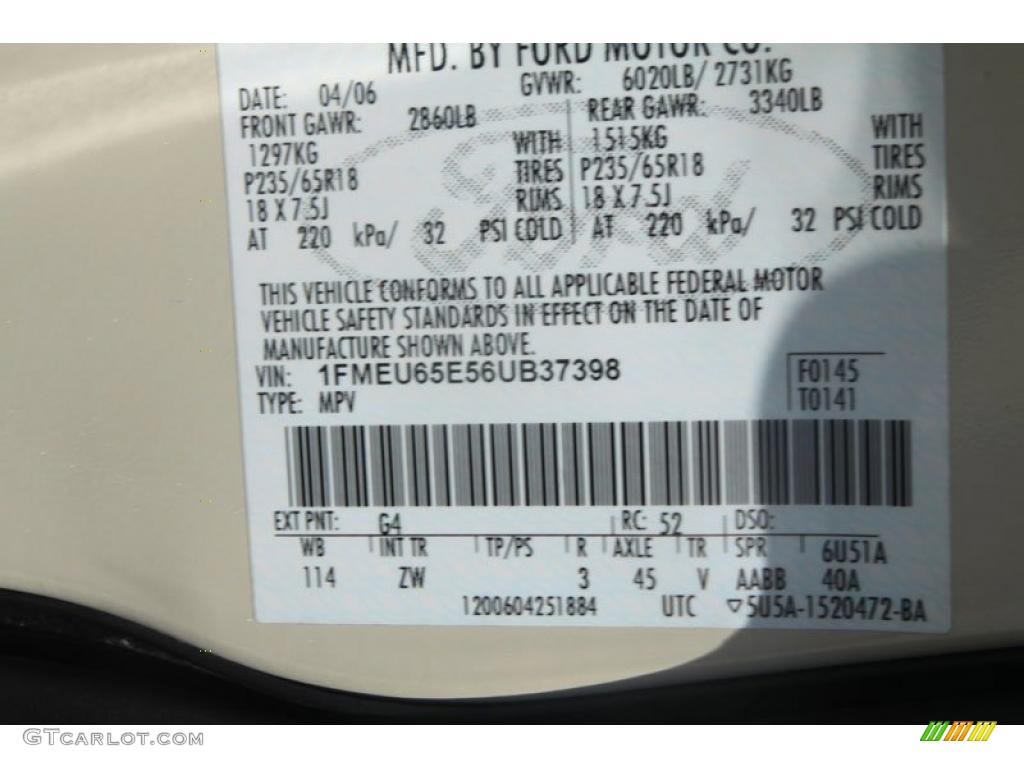 MFD. BY FORD MOTOR CO.
DATE: 04/06 GVWR: 6020LB/ 2731KG
FRONT GAWR: 2860LB REAR GAWR: 3340LB
1297KG WITH 1515KG WITH
P235/65R18 TIRES P235/65R18 TIRES
18 X 7.5J RIMS 18 X 7.5J RIMS
AT 220 kPa/ 32 PSI COLD AT 220 kPa/ 32 PSI COLD
THIS VEHICLE CONFORMS TO ALL APPLICABLE FEDERAL MOTOR
VEHICLE SAFETY STANDARDS IN EFFECT ON THE DATE OF
MANUFACTURE SHOWN ABOVE.
VIN: 1FMEU65E56UB37398 F0145
TYPE: MPV T0141
EXT PNT: G4 RC: 52 DSO:
WB INT TR TP/PS R AXLE TR SPR 6U51A
114 ZW 3 45 V AABB 40A
1200604251884 UTC ▽5U5A-1520472-BA
GTCARLOT.COM